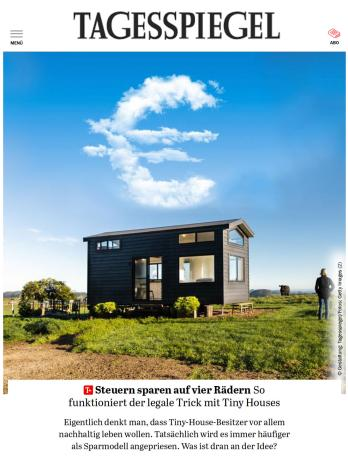 TAGESSPIEGEL
MENÜ
ABO
© Gestaltung: Tagesspiegel/Fotos: Getty Images (2)
T+ Steuern sparen auf vier Rädern So
funktioniert der legale Trick mit Tiny Houses
Eigentlich denkt man, dass Tiny-House-Besitzer vor allem
nachhaltig leben wollen. Tatsächlich wird es immer häufiger
als Sparmodell angepriesen. Was ist dran an der Idee?